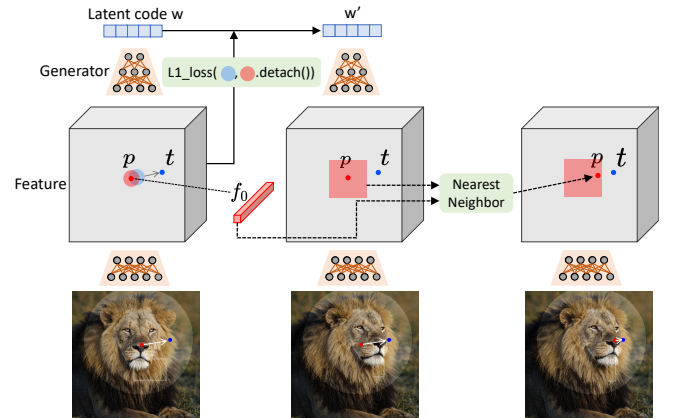 Latent code w
w'
Generator
L1_loss( , .detach())
p
t
p
t
p
t
Feature
f0
Nearest
Neighbor